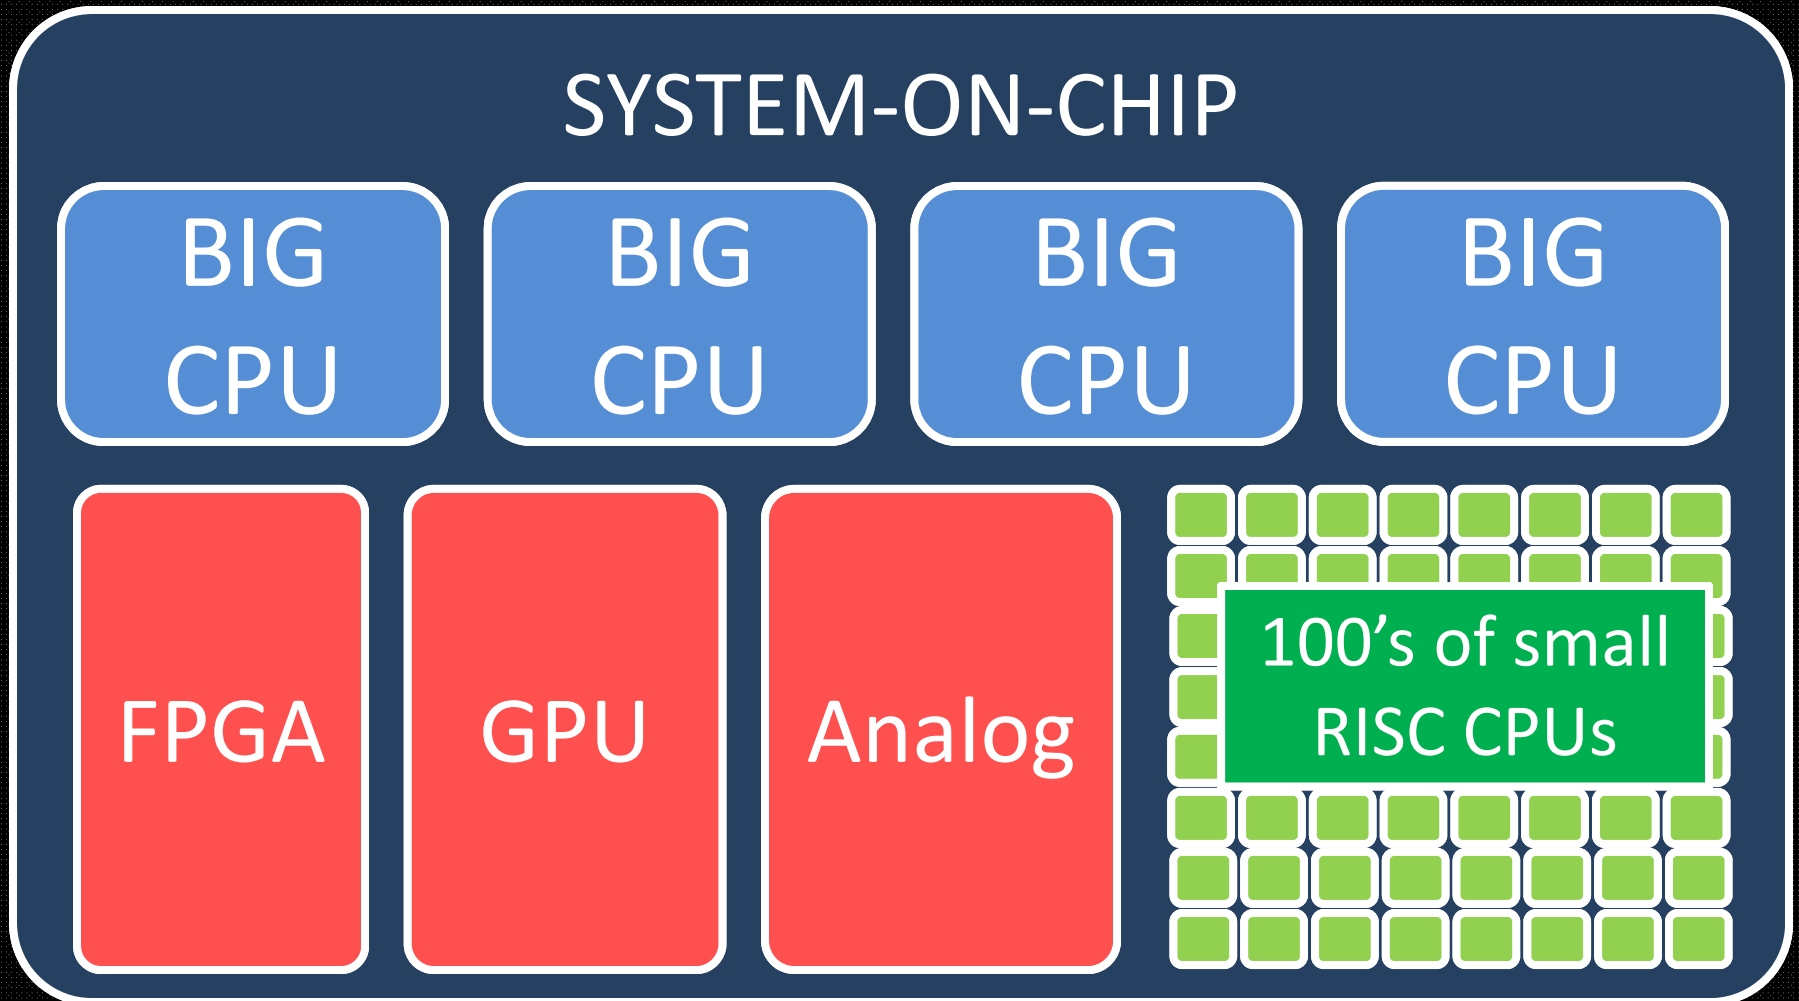 SYSTEM-ON-CHIP
BIG
CPU
BIG
CPU
BIG
CPU
BIG
CPU
FPGA
GPU
Analog
100’s of small
RISC CPUs